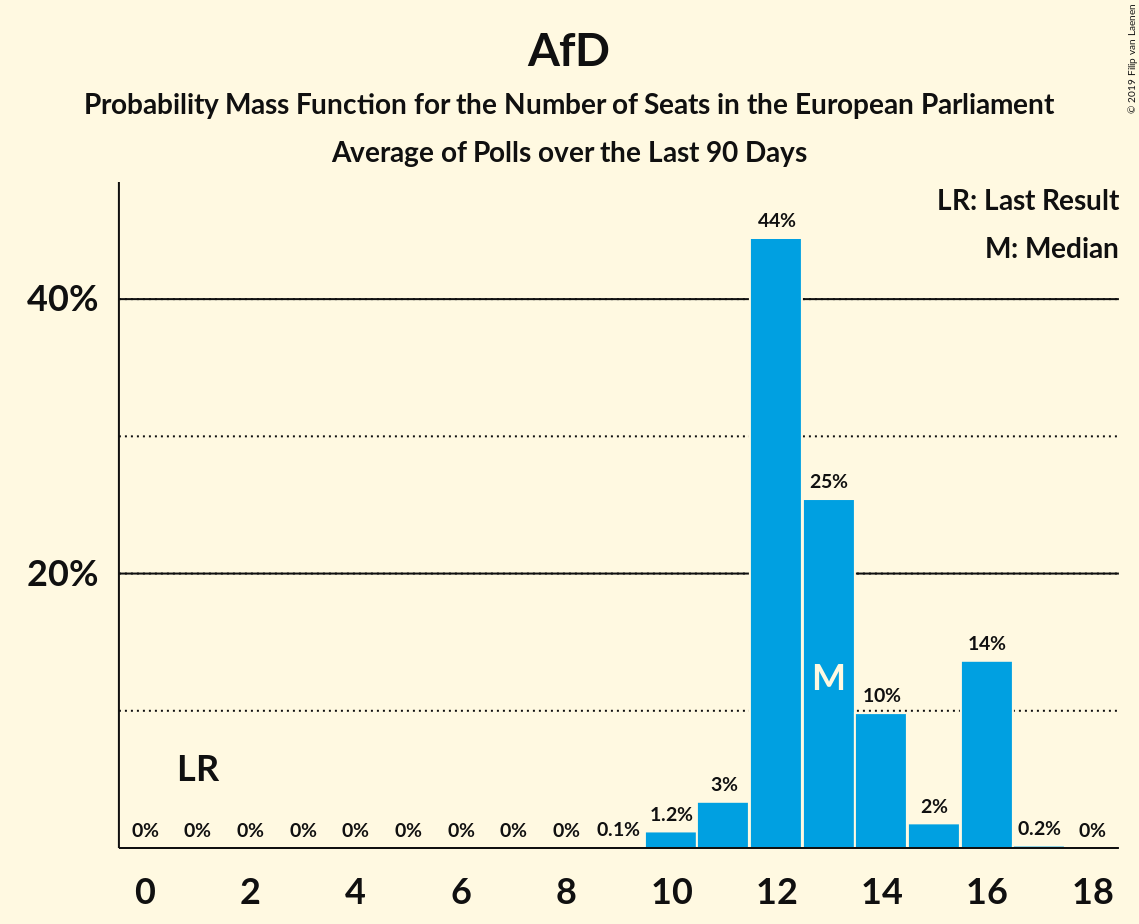 AfD
Probability Mass Function for the Number of Seats in the European Parliament
Average of Polls over the Last 90 Days
© 2019 Filip van Laenen
LR: Last Result
M: Median
40%
20%
0% 0% 0% 0% 0% 0% 0% 0% 0% 0.1% 1.2% 3% 44% 25% 10% 2% 14% 0.2% 0%
LR
M
0 2 4 6 8 10 12 14 16 18